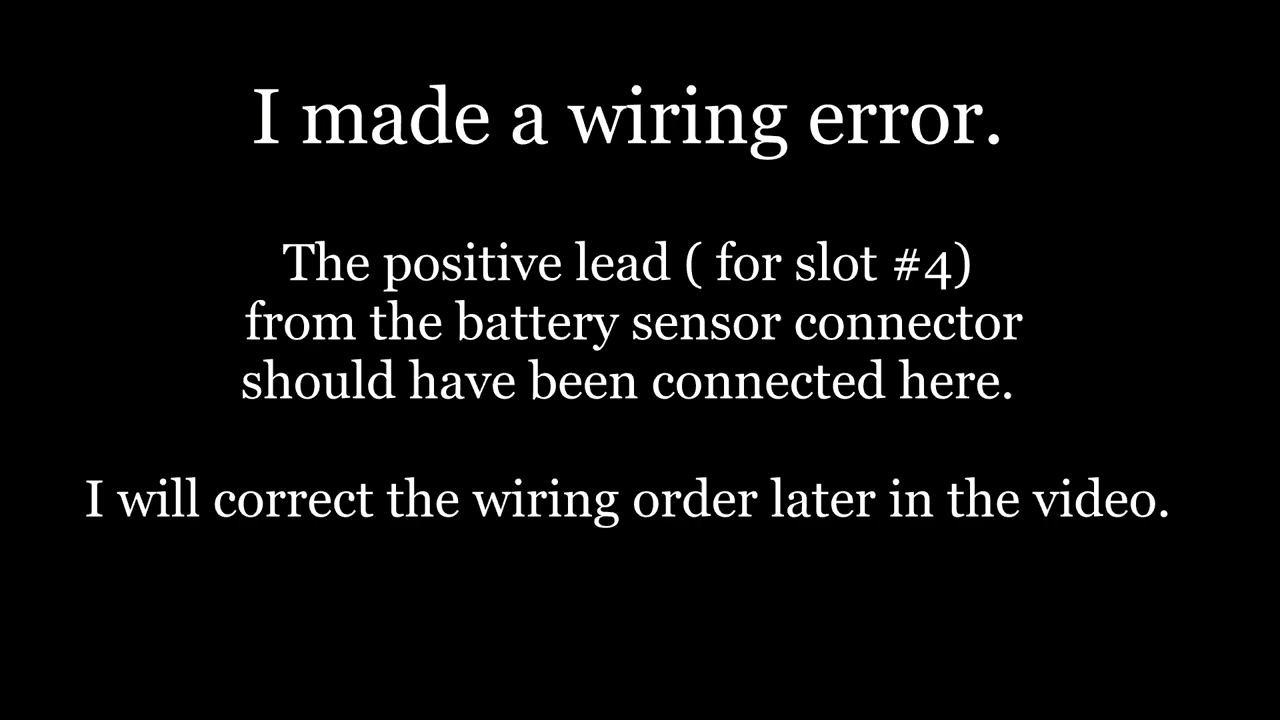 I made a wiring error.
The positive lead ( for slot #4)
from the battery sensor connector
should have been connected here.
I will correct the wiring order later in the video.